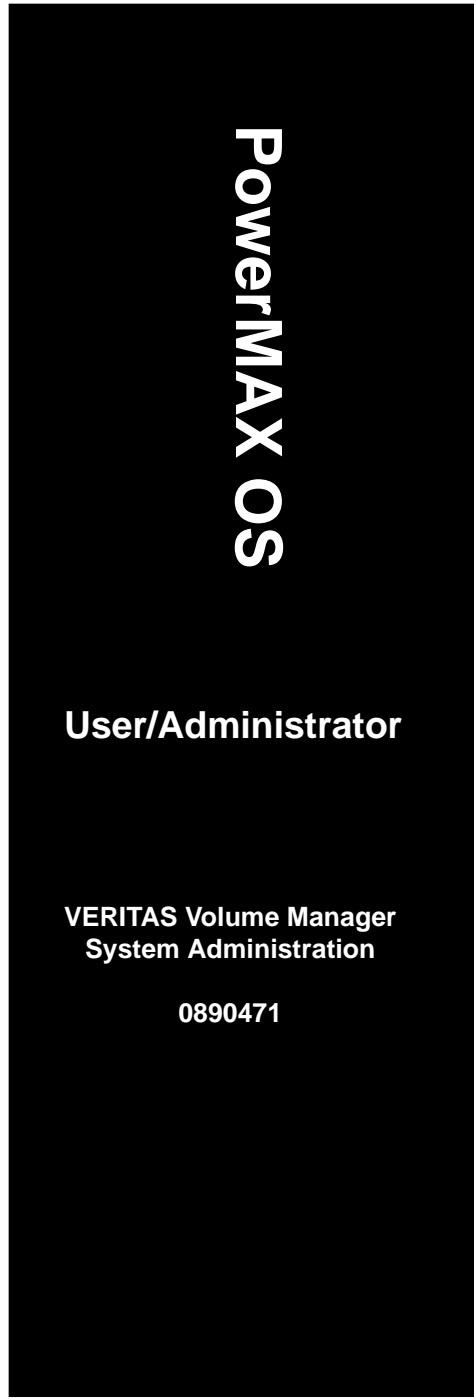 PowerMAX OS
User/Administrator
VERITAS Volume Manager
System Administration
0890471